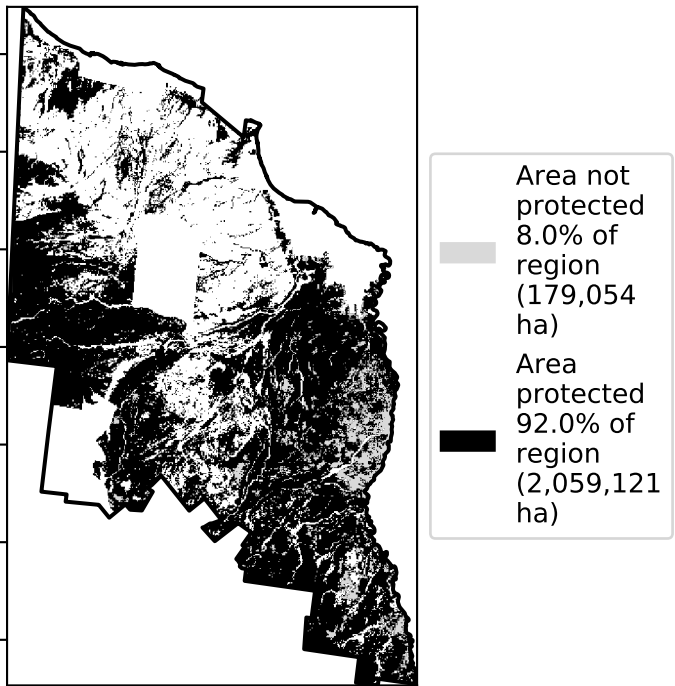 Area not
protected
8.0% of
region
(179,054
ha)
Area
protected
92.0% of
region
(2,059,121
ha)